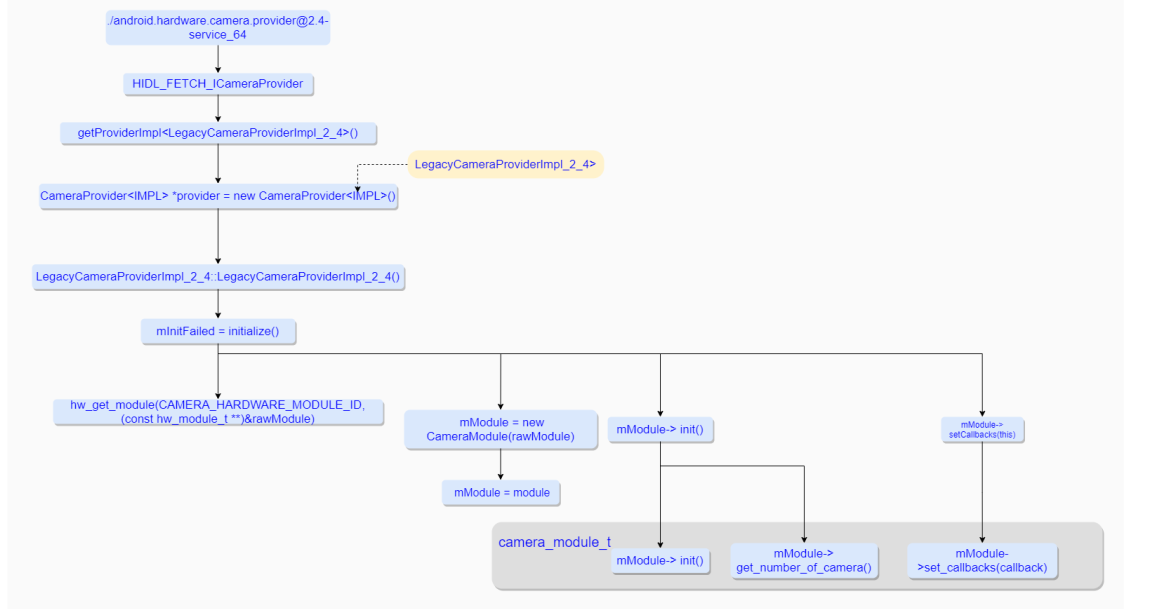 ./android.hardware.camera.provider@2.4-
service_64
HIDL_FETCH_ICameraProvider
getProviderImpl<LegacyCameraProviderImpl_2_4>()
LegacyCameraProviderImpl_2_4>
CameraProvider<IMPL> *provider = new CameraProvider<IMPL>()
LegacyCameraProviderImpl_2_4::LegacyCameraProviderImpl_2_4()
mInitFailed = initialize()
hw_get_module(CAMERA_HARDWARE_MODULE_ID,
(const hw_module_t **)&rawModule)
mModule = new
CameraModule(rawModule)
mModule-> init()
mModule->
setCallbacks(this)
mModule = module
camera_module_t
mModule-> init()
mModule->
get_number_of_camera()
mModule-
>set_callbacks(callback)